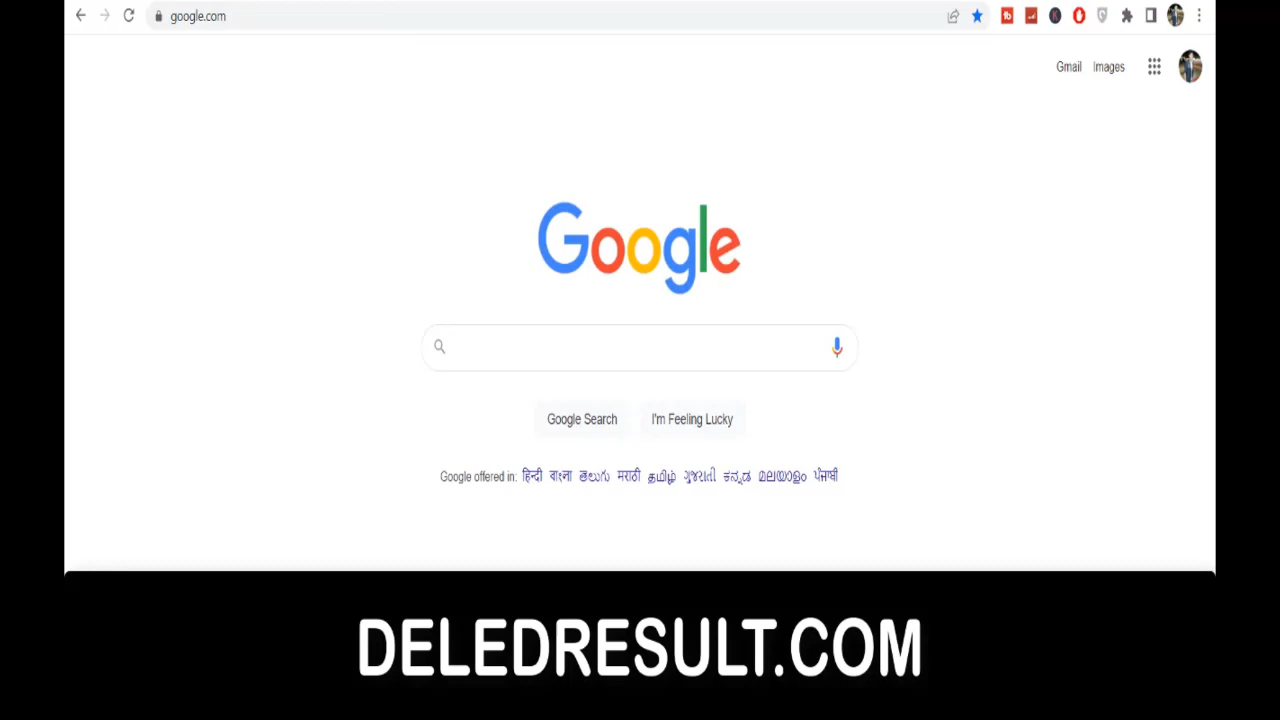 google.com
Gmail Images
Google
Google Search I'm Feeling Lucky
Google offered in: हिन्दी বাংলা తెలుగు मराठी தமிழ் ગુજરાતી ಕನ್ನಡ മലയാളം ਪੰਜਾਬੀ
DELEDRESULT.COM